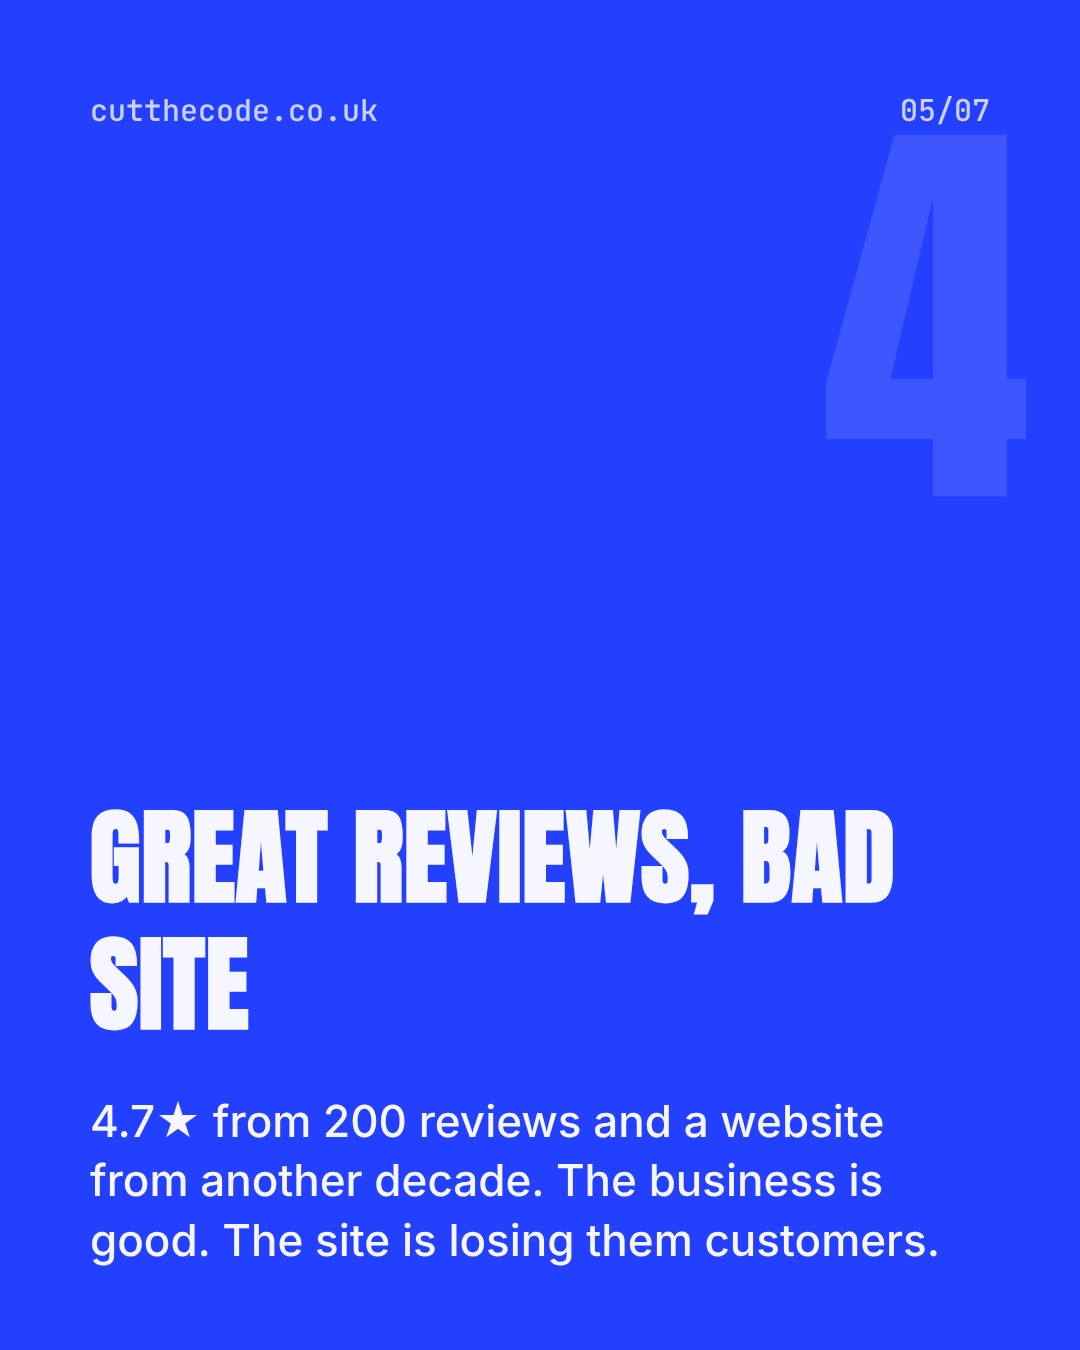 cutthecode.co.uk
05/07
4
GREAT REVIEWS, BAD
SITE
4.7★ from 200 reviews and a website
from another decade. The business is
good. The site is losing them customers.